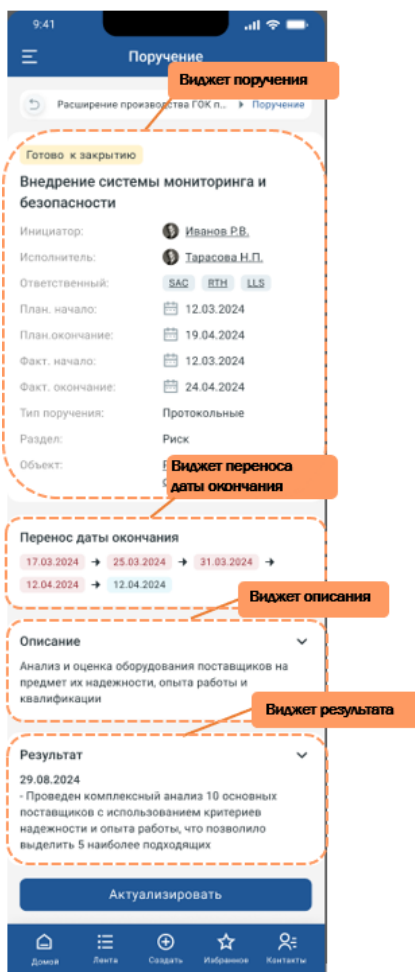 9:41
Поручение
Виджет поручения
Расширение производства ГОК п.. Поручение
Готово к закрытию
Внедрение системы мониторинга и
безопасности
Инициатор: Иванов Р.В.
Исполнитель: Тарасова Н.П.
Ответственный: SAC RTH LLS
План. начало: 12.03.2024
План.окончание: 19.04.2024
Факт. начало: 12.03.2024
Факт. окончание: 24.04.2024
Тип поручения: Протокольные
Раздел: Риск
Объект:
Виджет переноса
даты окончания
Перенос даты окончания
17.03.2024 → 25.03.2024 → 31.03.2024 →
12.04.2024 → 12.04.2024
Виджет описания
Описание
Анализ и оценка оборудования поставщиков на
предмет их надежности, опыта работы и
квалификации
Виджет результата
Результат
29.08.2024
- Проведен комплексный анализ 10 основных
поставщиков с использованием критериев
надежности и опыта работы, что позволило
выделить 5 наиболее подходящих
Актуализировать
Домой Лента Создать Избранное Контакты